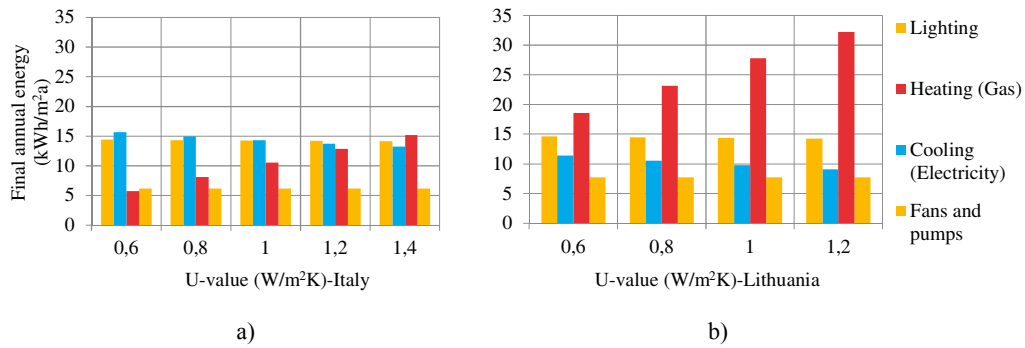 Final annual energy
(kWh/m²a)
35
30
25
20
15
10
5
0
0,6 0,8 1 1,2 1,4
U-value (W/m²K)-Italy
a)
35
30
25
20
15
10
5
0
0,6 0,8 1 1,2
U-value (W/m²K)-Lithuania
b)
Lighting
Heating (Gas)
Cooling
(Electricity)
Fans and
pumps